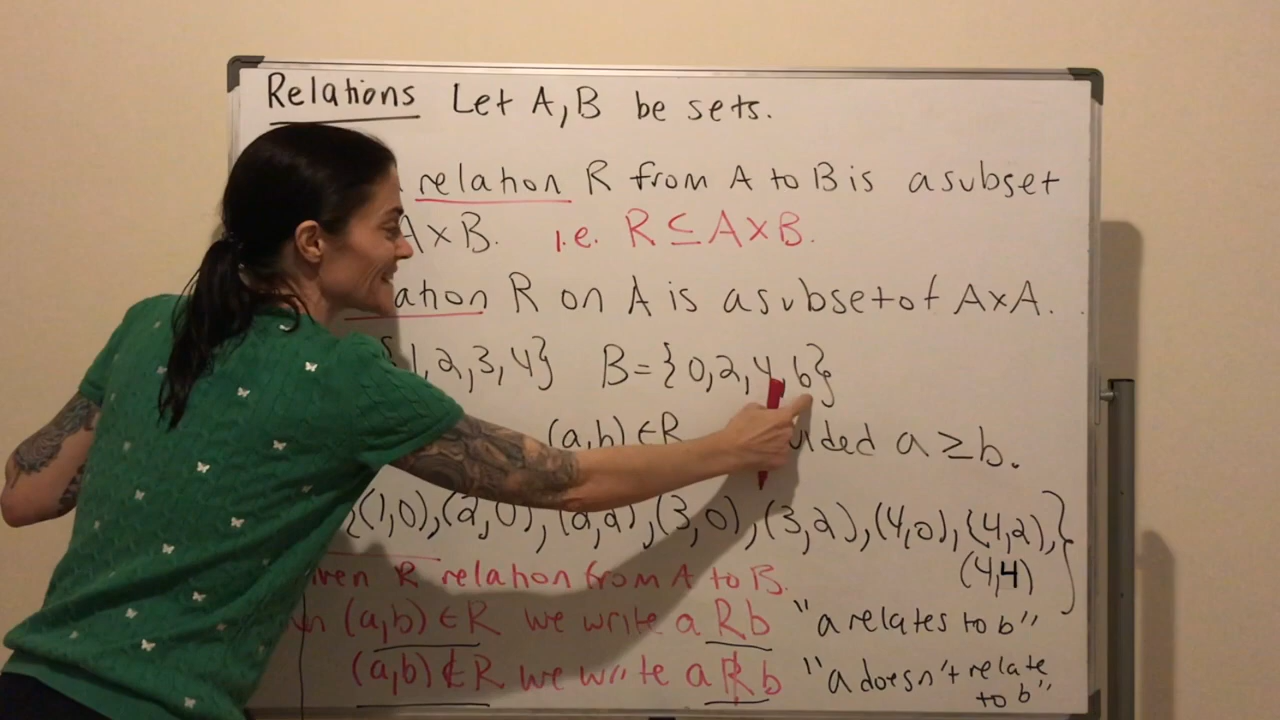 Relations Let A,B be sets.
relation R from A to B is a subset
A×B. i.e. R ⊆ A×B.
ation R on A is a subset of A×A.
1,2,3,4} B={0,2,4,6}
(a,b)∈R ided a≥b.
{(1,0),(2,0),(2,2),(3,0),(3,2),(4,0),(4,2),
(4,4)}
iven R relation from A to B.
n (a,b)∈R we write a R b "a relates to b"
(a,b)∉R we write a R̸ b "a doesn't relate
to b"